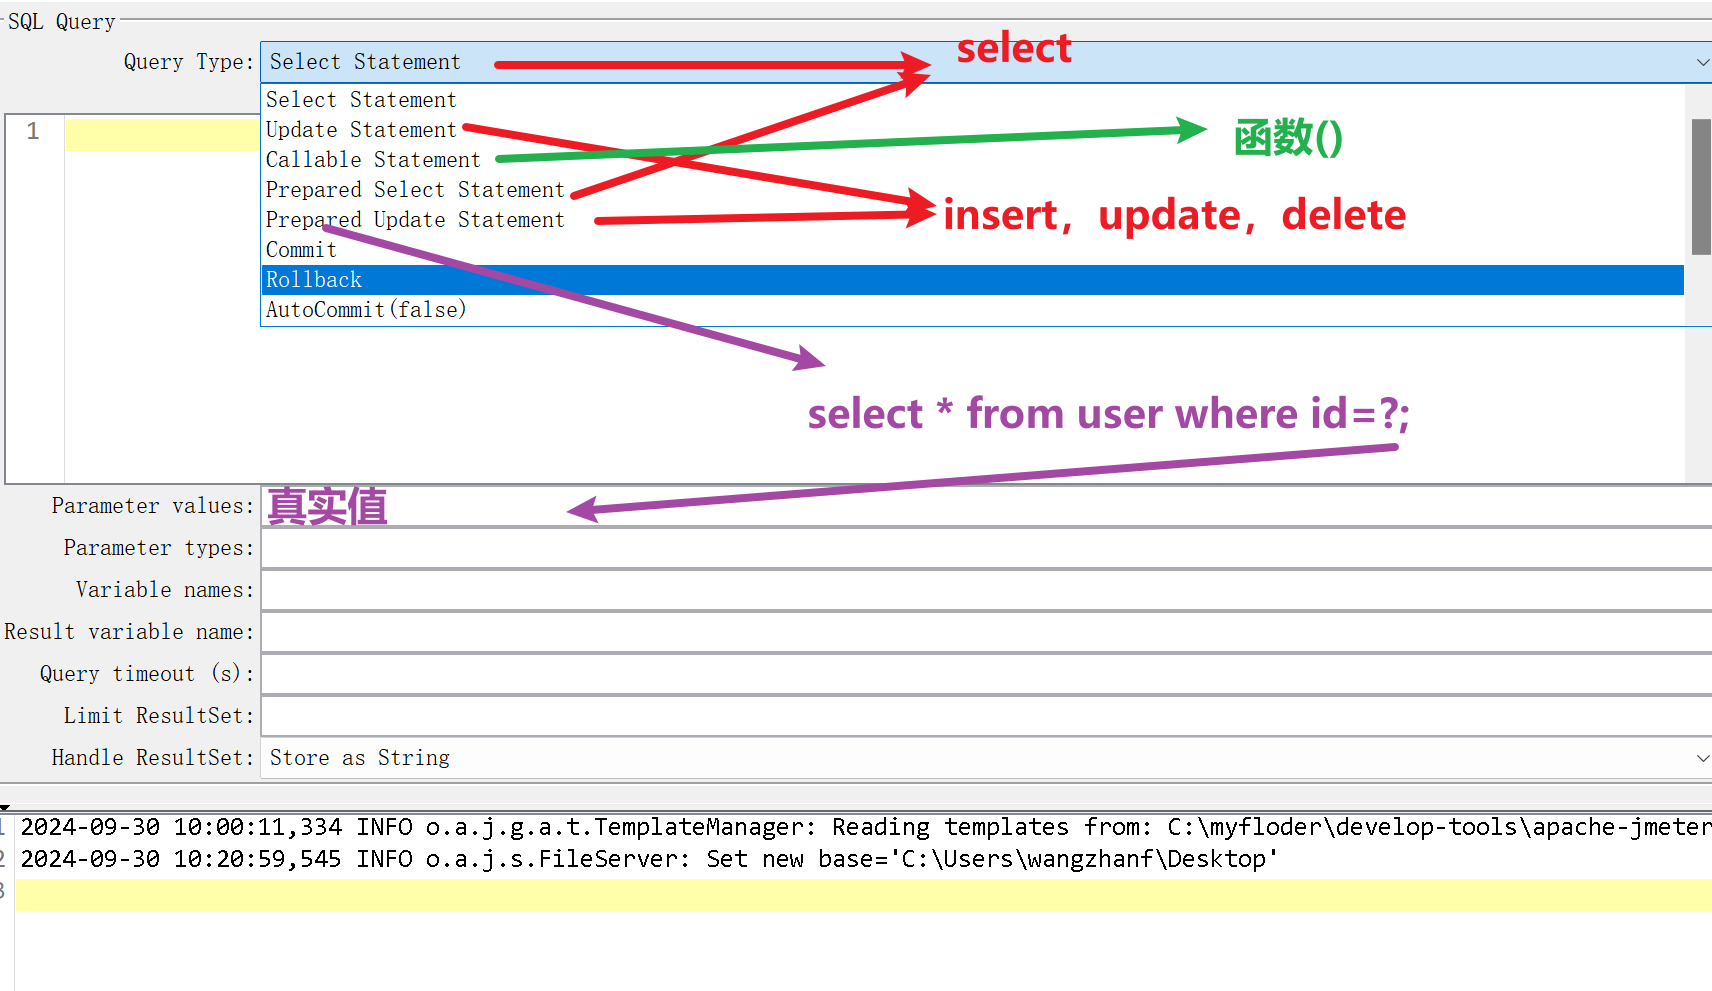 SQL Query
Query Type: Select Statement
select
Select Statement
Update Statement
Callable Statement
函数()
Prepared Select Statement
Prepared Update Statement
insert，update，delete
Commit
Rollback
AutoCommit(false)
1
select * from user where id=?;
Parameter values: 真实值
Parameter types:
Variable names:
Result variable name:
Query timeout (s):
Limit ResultSet:
Handle ResultSet: Store as String
1 2024-09-30 10:00:11,334 INFO o.a.j.g.a.t.TemplateManager: Reading templates from: C:\myfloder\develop-tools\apache-jmeter
2 2024-09-30 10:20:59,545 INFO o.a.j.s.FileServer: Set new base='C:\Users\wangzhanf\Desktop'
3